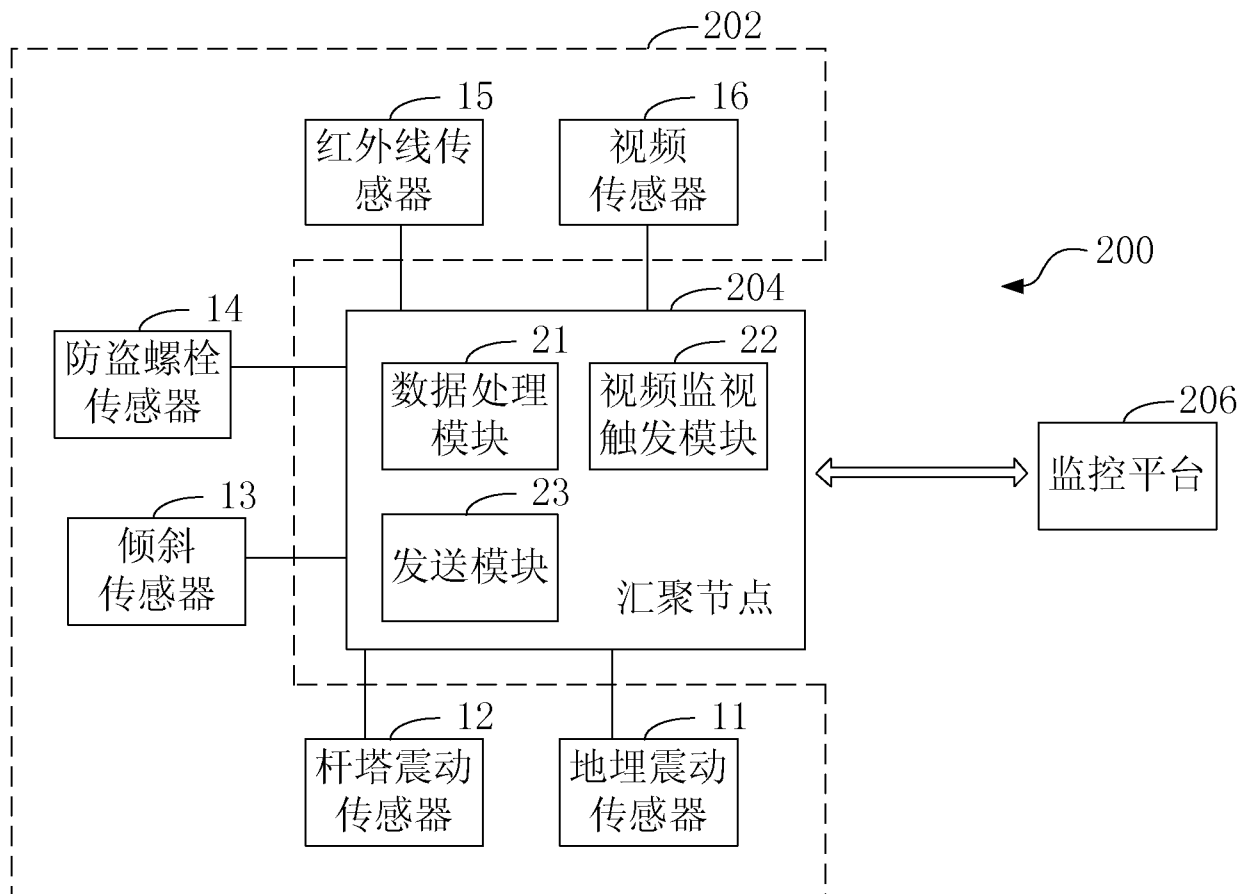 202
15
红外线传
感器
16
视频
传感器
200
14
防盗螺栓
传感器
204
21
数据处理
模块
22
视频监视
触发模块
206
监控平台
13
倾斜
传感器
23
发送模块
汇聚节点
12
杆塔震动
传感器
11
地埋震动
传感器